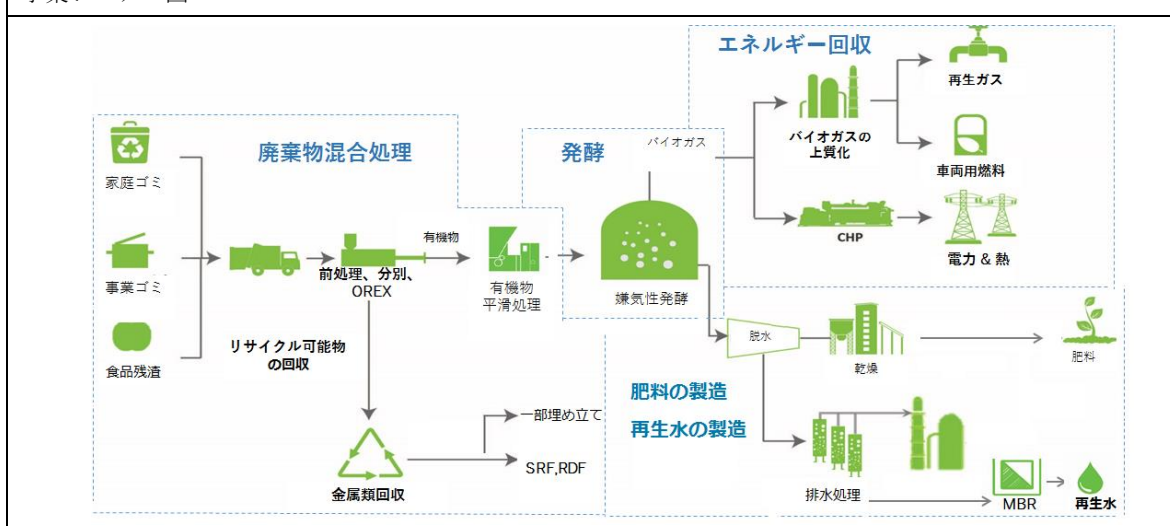 エネルギー回収
再生ガス
バイオガスの
上質化
車両用燃料
CHP
電力 & 熱
廃棄物混合処理
家庭ゴミ
事業ゴミ
食品残渣
前処理、分別、
OREX
有機物
有機物
平滑処理
リサイクル可能物
の回収
金属類回収
一部埋め立て
SRF,RDF
発酵
バイオガス
嫌気性発酵
脱水
乾燥
肥料
肥料の製造
再生水の製造
排水処理
MBR
再生水